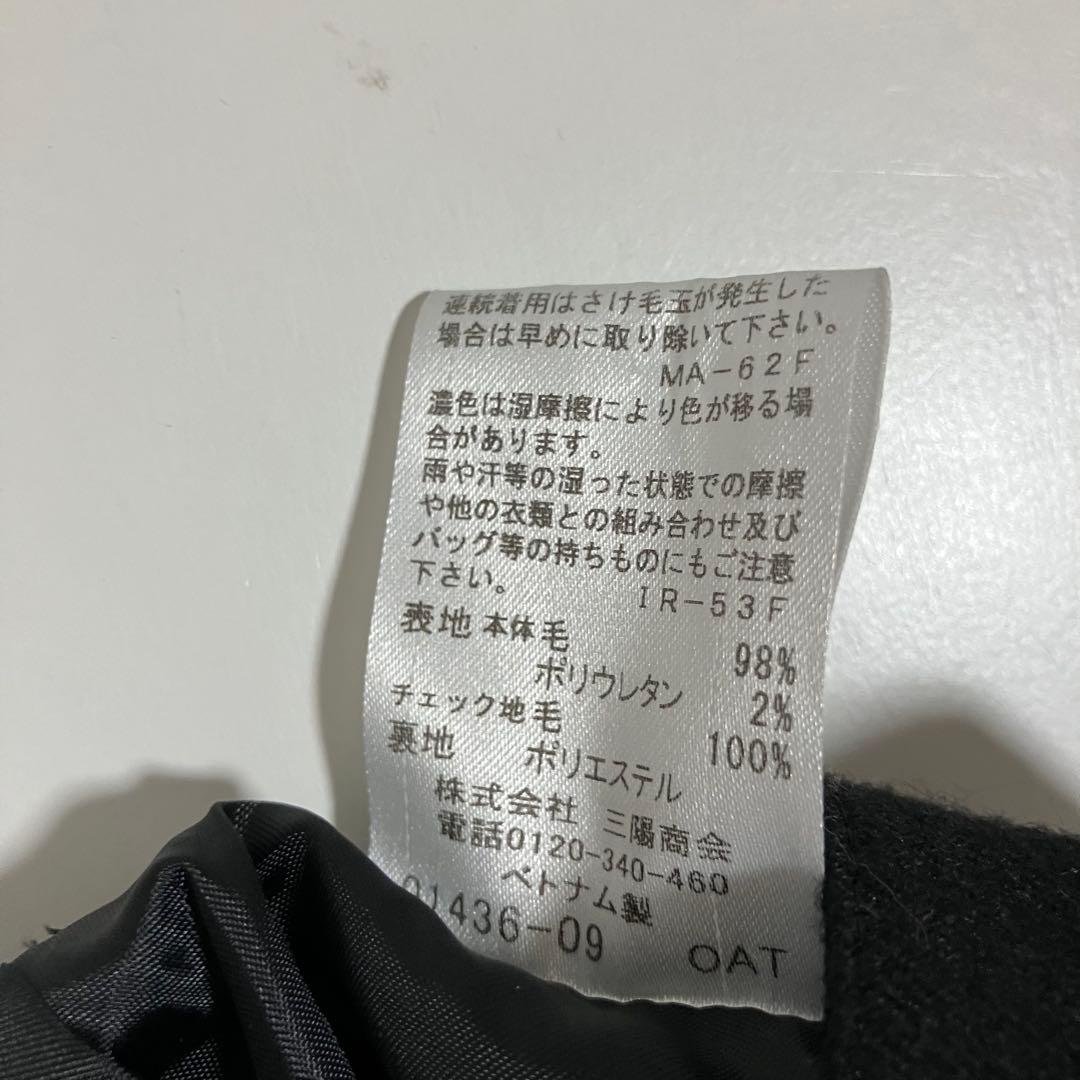 連続着用はさけ毛玉が発生した
場合は早めに取り除いて下さい。
MA-62F
濃色は湿摩擦により色が移る場
合があります。
雨や汗等の湿った状態での摩擦
や他の衣類との組み合わせ及び
バッグ等の持ちものにもご注意
下さい。
IR-53F
表地 本体毛 98%
ポリウレタン 2%
チェック地毛 100%
裏地 ポリエステル
株式会社 三陽商会
電話0120-340-460
ベトナム製
01436-09 OAT